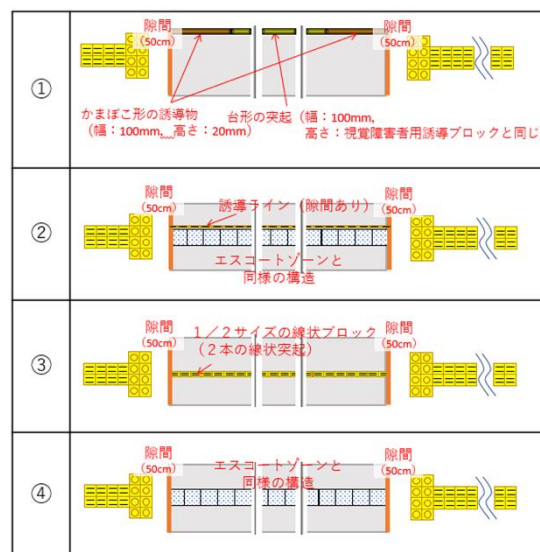 ①
隙間
(50cm)
隙間
(50cm)
かまぼこ形の誘導物
(幅：100mm, 高さ：20mm)
台形の突起（幅：100mm,
高さ：視覚障害者用誘導ブロックと同じ
②
隙間
(50cm)
誘導ライン（隙間あり）
隙間
(50cm)
エスコートゾーンと
同様の構造
③
隙間
(50cm)
１／２サイズの線状ブロック
（２本の線状突起）
隙間
(50cm)
④
隙間
(50cm)
エスコートゾーンと
同様の構造
隙間
(50cm)